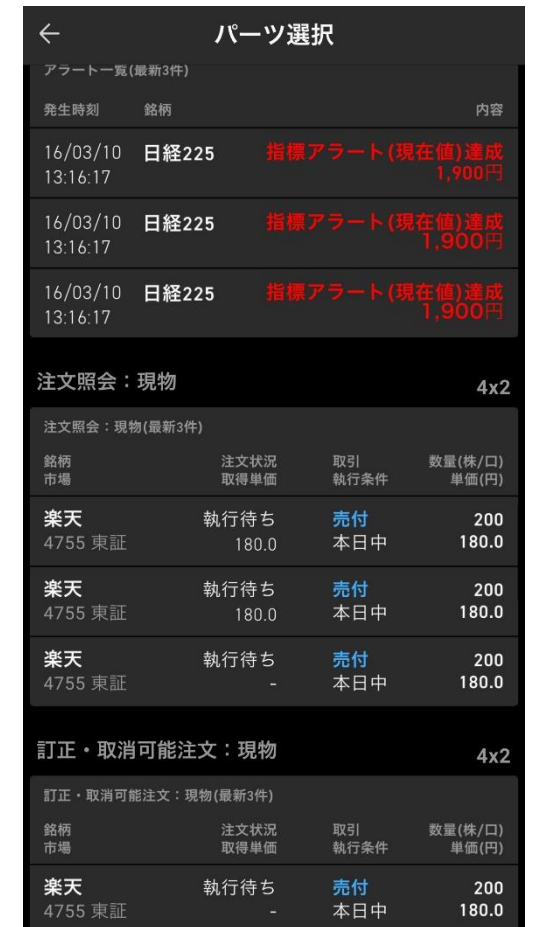 ← パーツ選択
アラート一覧(最新3件)
発生時刻 銘柄 内容
16/03/10 日経225 指標アラート(現在値)達成
13:16:17 1,900円
16/03/10 日経225 指標アラート(現在値)達成
13:16:17 1,900円
16/03/10 日経225 指標アラート(現在値)達成
13:16:17 1,900円
注文照会：現物 4x2
注文照会：現物(最新3件)
銘柄 注文状況 取引 数量(株/口)
市場 取得単価 執行条件 単価(円)
楽天 執行待ち 売付 200
4755 東証 180.0 本日中 180.0
楽天 執行待ち 売付 200
4755 東証 180.0 本日中 180.0
楽天 執行待ち 売付 200
4755 東証 - 本日中 180.0
訂正・取消可能注文：現物 4x2
訂正・取消可能注文：現物(最新3件)
銘柄 注文状況 取引 数量(株/口)
市場 取得単価 執行条件 単価(円)
楽天 執行待ち 売付 200
4755 東証 - 本日中 180.0